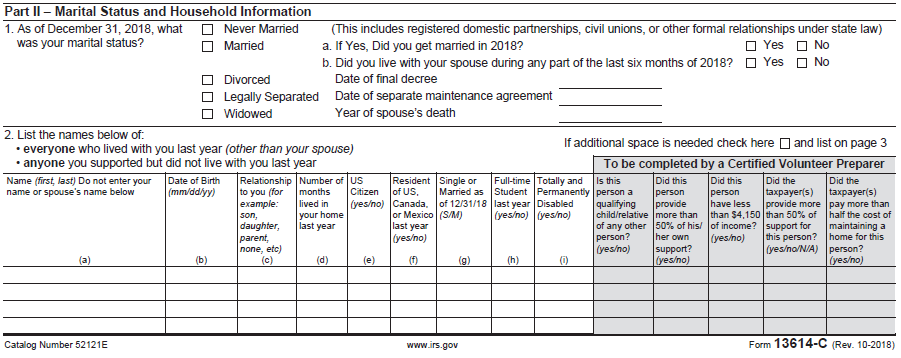 Part II – Marital Status and Household Information
1. As of December 31, 2018, what was your marital status?
Never Married (This includes registered domestic partnerships, civil unions, or other formal relationships under state law)
Married a. If Yes, Did you get married in 2018? Yes No
b. Did you live with your spouse during any part of the last six months of 2018? Yes No
Divorced Date of final decree
Legally Separated Date of separate maintenance agreement
Widowed Year of spouse's death
2. List the names below of:
• everyone who lived with you last year (other than your spouse)
• anyone you supported but did not live with you last year
If additional space is needed check here and list on page 3
To be completed by a Certified Volunteer Preparer
Name (first, last) Do not enter your name or spouse's name below (a)
Date of Birth (mm/dd/yy) (b)
Relationship to you (for example: son, daughter, parent, none, etc) (c)
Number of months lived in your home last year (d)
US Citizen (yes/no) (e)
Resident of US, Canada, or Mexico last year (yes/no) (f)
Single or Married as of 12/31/18 (S/M) (g)
Full-time Student last year (yes/no) (h)
Totally and Permanently Disabled (yes/no) (i)
Is this person a qualifying child/relative of any other person? (yes/no)
Did this person provide more than 50% of his/her own support? (yes/no)
Did this person have less than $4,150 of income? (yes/no)
Did the taxpayer(s) provide more than 50% of support for this person? (yes/no/N/A)
Did the taxpayer(s) pay more than half the cost of maintaining a home for this person? (yes/no)
Catalog Number 52121E www.irs.gov Form 13614-C (Rev. 10-2018)